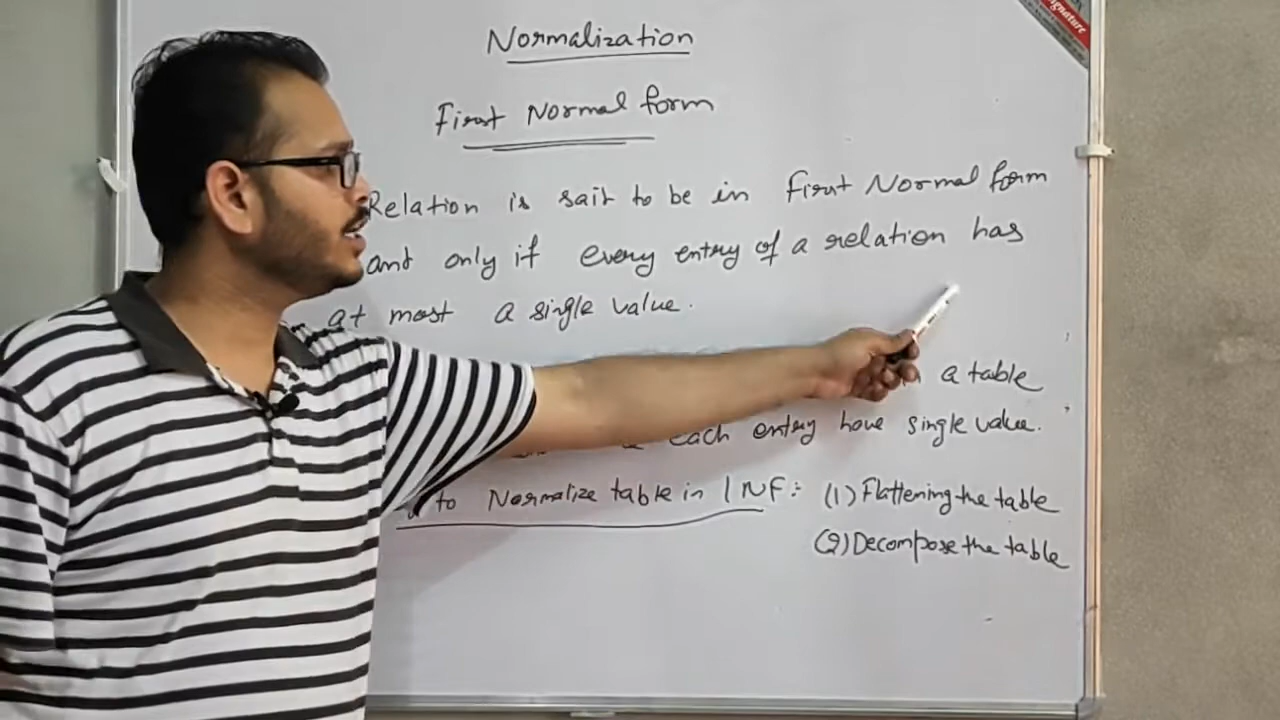 Normalization
First Normal form
Relation is sait to be in First Normal form
and only if every entry of a relation has
at most a single value.
a table
each entry have single value.
to Normalize table in 1NF:- (1) Flattening the table
(2) Decompose the table